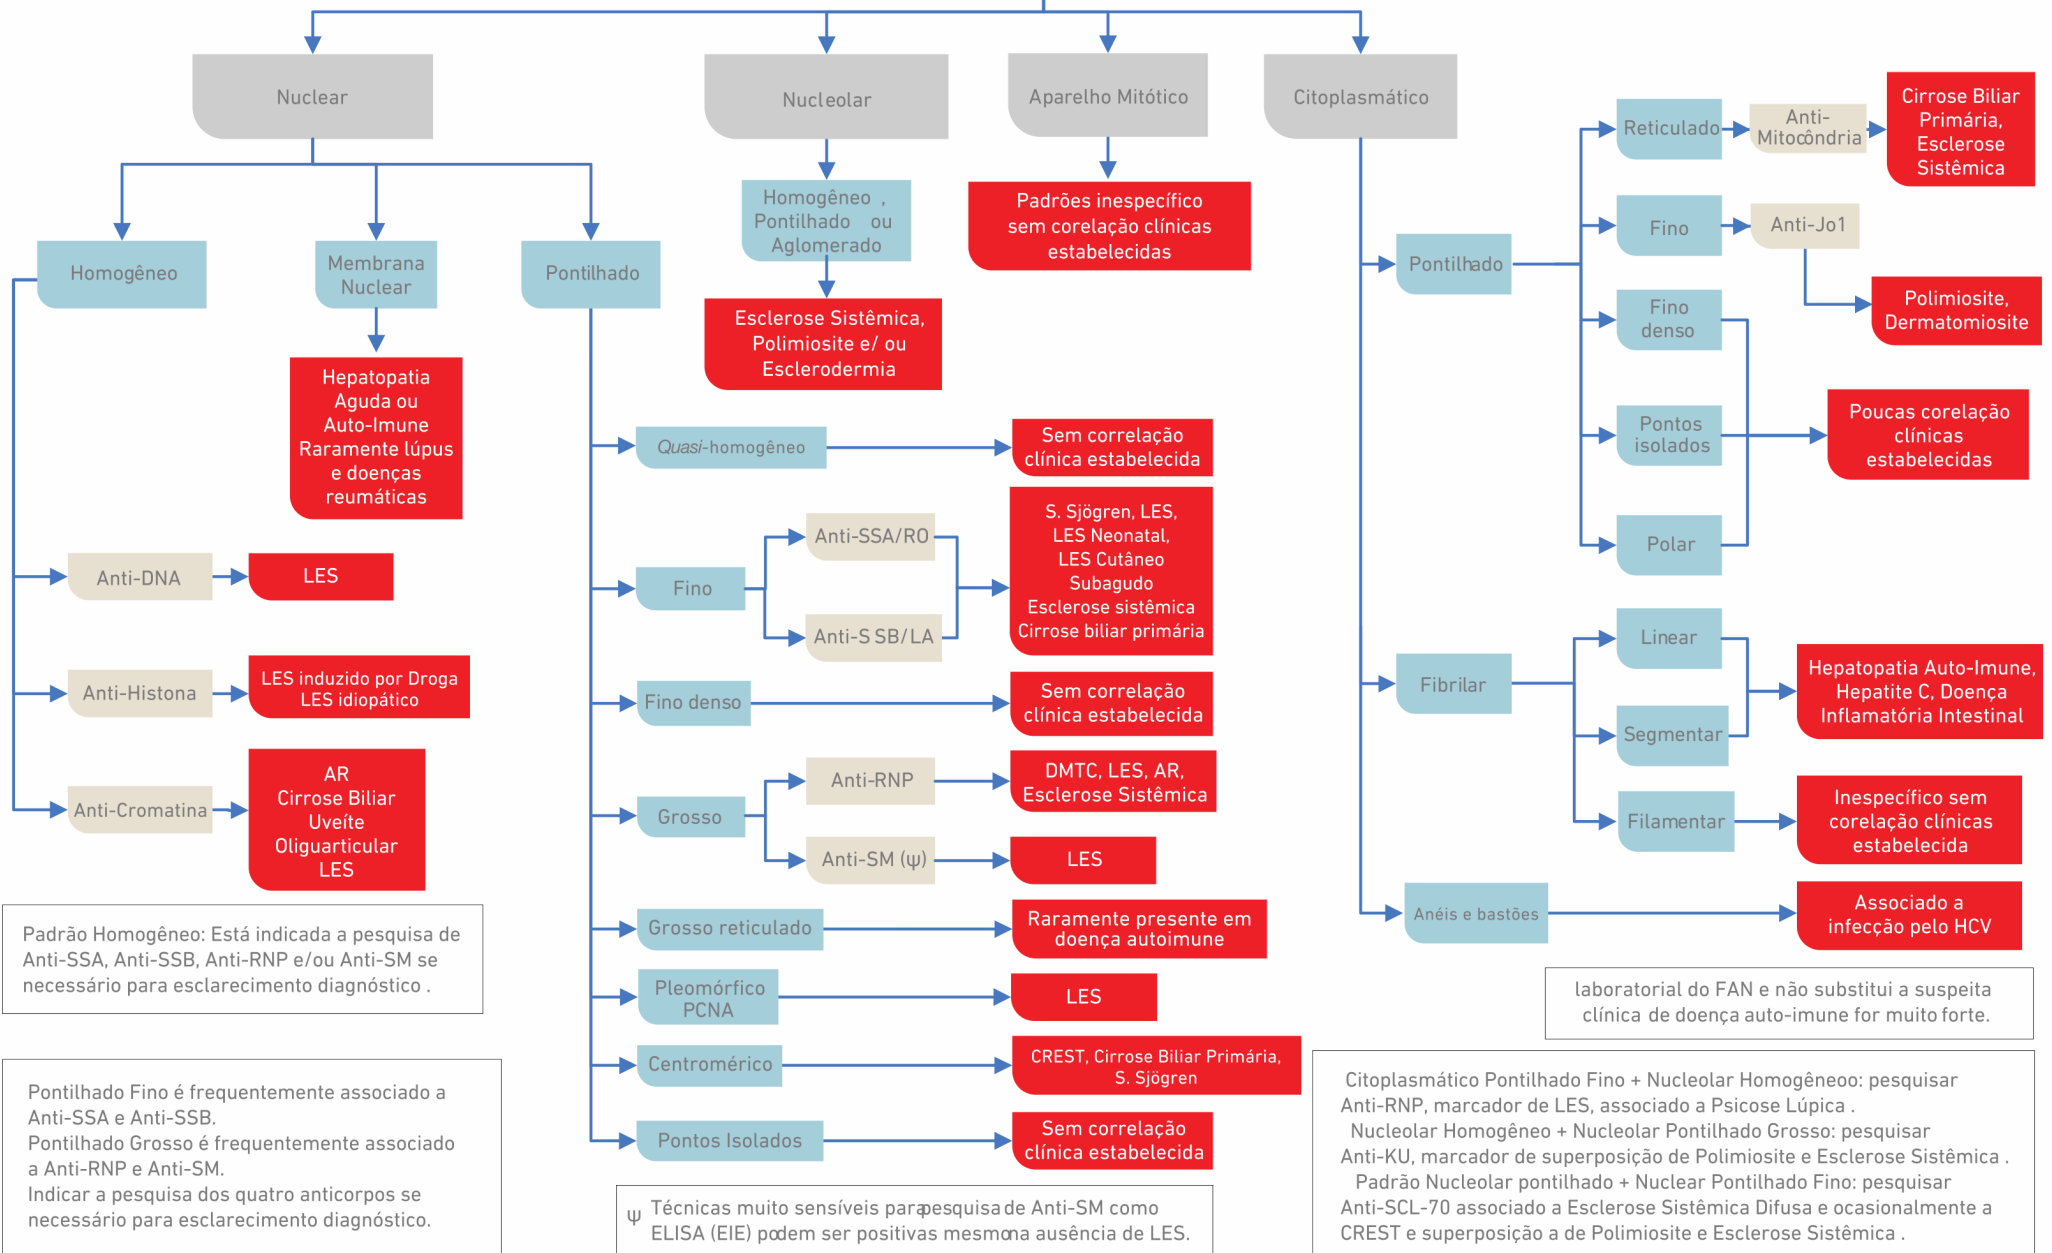 Nuclear
Nucleolar
Aparelho Mitótico
Citoplasmático
Homogêneo
Membrana
Nuclear
Hepatopatia
Aguda ou
Auto-Imune
Raramente lúpus
e doenças
reumáticas
Pontilhado
Homogêneo ,
Pontilhado ou
Aglomerado
Esclerose Sistêmica,
Polimiosite e/ ou
Esclerodermia
Padrões inespecífico
sem corelação clínicas
estabelecidas
Anti-DNA
LES
Anti-Histona
LES induzido por Droga
LES idiopático
Anti-Cromatina
AR
Cirrose Biliar
Uveíte
Oliguarticular
LES
Quasi-homogêneo
Sem correlação
clínica estabelecida
Fino
Anti-SSA/RO
Anti-S SB/LA
S. Sjögren, LES,
LES Neonatal,
LES Cutâneo
Subagudo
Esclerose sistêmica
Cirrose biliar primária
Fino denso
Sem correlação
clínica estabelecida
Grosso
Anti-RNP
DMTC, LES, AR,
Esclerose Sistêmica
Anti-SM (ψ)
LES
Grosso reticulado
Raramente presente em
doença autoimune
Pleomórfico
PCNA
LES
Centromérico
CREST, Cirrose Biliar Primária,
S. Sjögren
Pontos Isolados
Sem correlação
clínica estabelecida
Pontilhado
Reticulado
Anti-
Mitocôndria
Cirrose Biliar
Primária,
Esclerose
Sistêmica
Fino
Anti-Jo1
Polimiosite,
Dermatomiosite
Fino
denso
Pontos
isolados
Polar
Poucas corelação
clínicas
estabelecidas
Fibrilar
Linear
Segmentar
Hepatopatia Auto-Imune,
Hepatite C, Doença
Inflamatória Intestinal
Filamentar
Inespecífico sem
corelação clínicas
estabelecida
Anéis e bastões
Associado a
infecção pelo HCV
Padrão Homogêneo: Está indicada a pesquisa de
Anti-SSA, Anti-SSB, Anti-RNP e/ou Anti-SM se
necessário para esclarecimento diagnóstico .
Pontilhado Fino é frequentemente associado a
Anti-SSA e Anti-SSB.
Pontilhado Grosso é frequentemente associado
a Anti-RNP e Anti-SM.
Indicar a pesquisa dos quatro anticorpos se
necessário para esclarecimento diagnóstico.
ψ Técnicas muito sensíveis para pesquisa de Anti-SM como
ELISA (EIE) podem ser positivas mesmo na ausência de LES.
laboratorial do FAN e não substitui a suspeita
clínica de doença auto-imune for muito forte.
Citoplasmático Pontilhado Fino + Nucleolar Homogêneoo: pesquisar
Anti-RNP, marcador de LES, associado a Psicose Lúpica .
Nucleolar Homogêneo + Nucleolar Pontilhado Grosso: pesquisar
Anti-KU, marcador de superposição de Polimiosite e Esclerose Sistêmica .
Padrão Nucleolar pontilhado + Nuclear Pontilhado Fino: pesquisar
Anti-SCL-70 associado a Esclerose Sistêmica Difusa e ocasionalmente a
CREST e superposição a de Polimiosite e Esclerose Sistêmica .